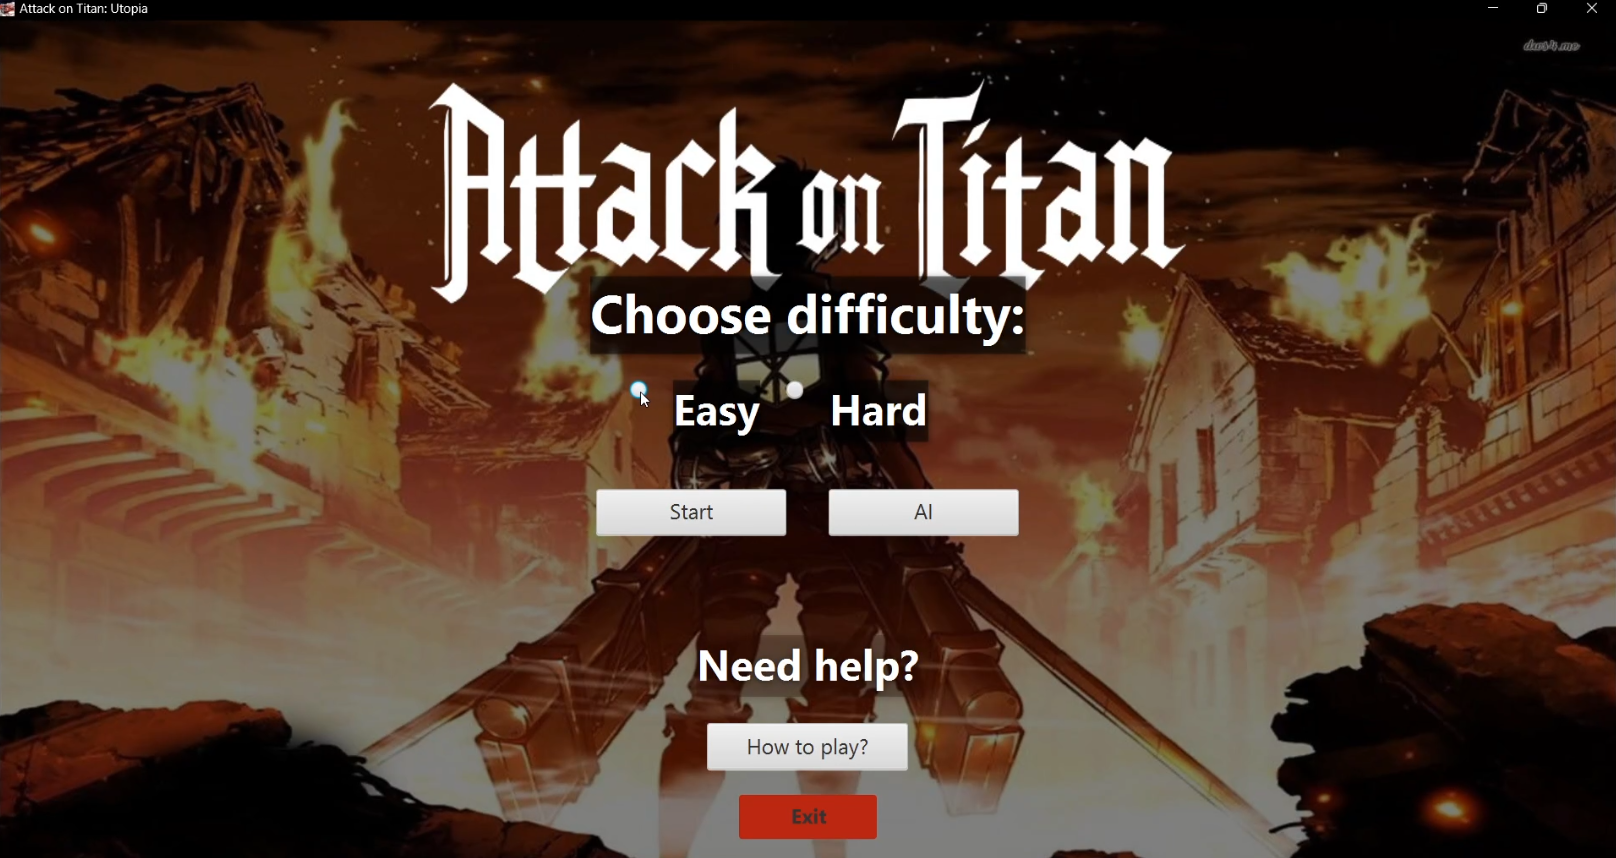 Attack on Titan: Utopia
Attack on Titan
Choose difficulty:
Easy Hard
Start AI
Need help?
How to play?
Exit